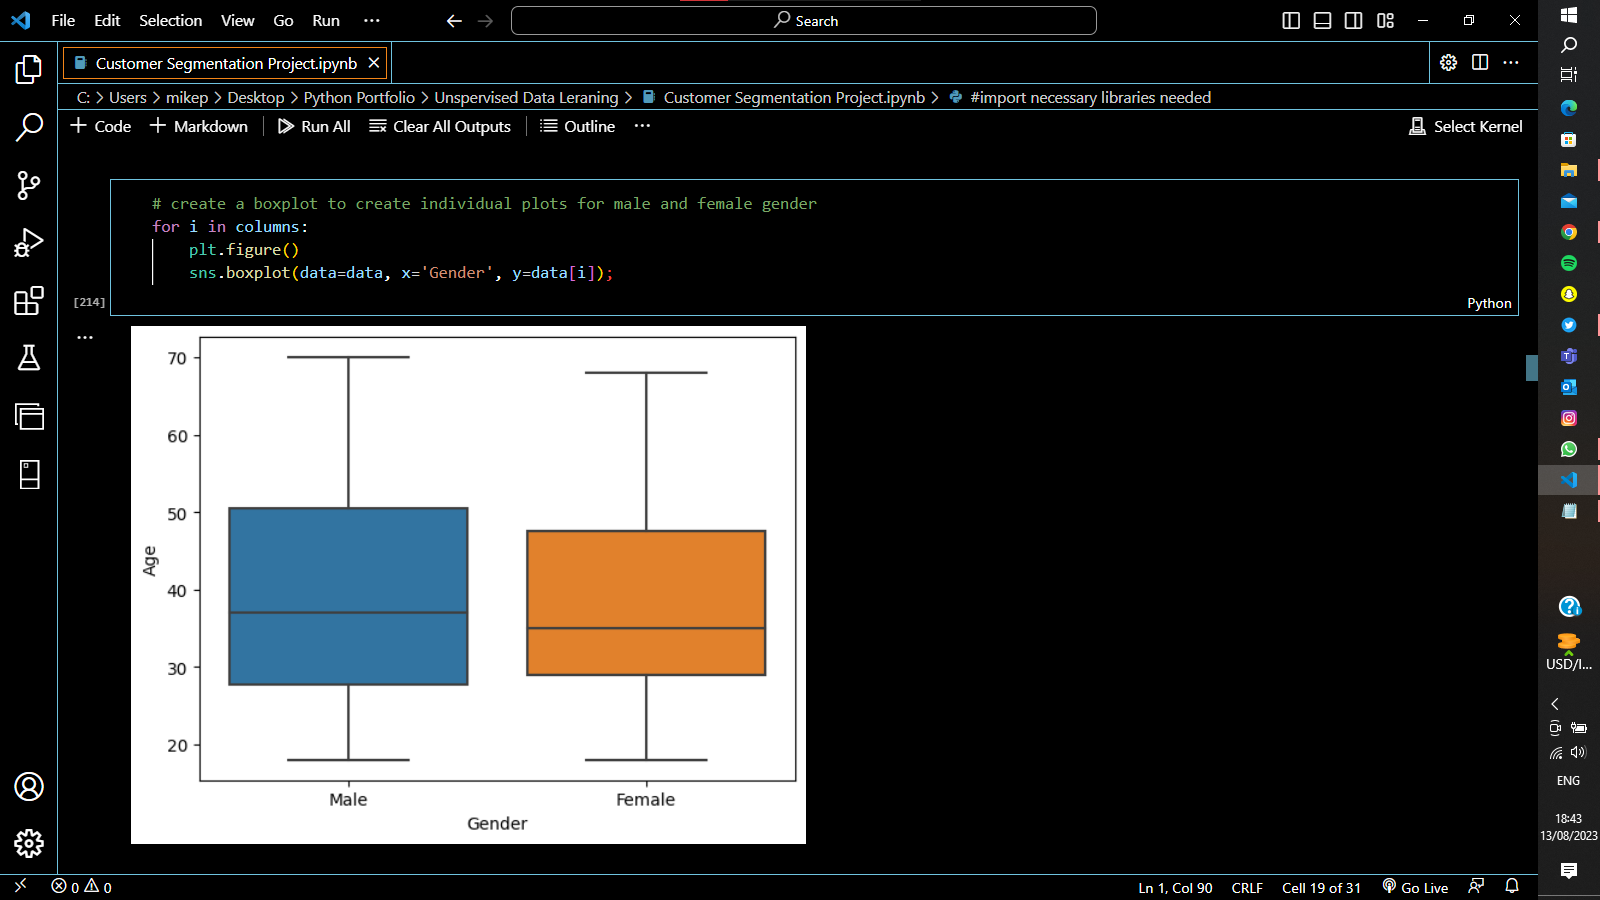 File Edit Selection View Go Run ···
Search
Customer Segmentation Project.ipynb
C: > Users > mikep > Desktop > Python Portfolio > Unspervised Data Leraning > Customer Segmentation Project.ipynb > #import necessary libraries needed
+ Code + Markdown Run All Clear All Outputs Outline ···
Select Kernel
# create a boxplot to create individual plots for male and female gender
for i in columns:
plt.figure()
sns.boxplot(data=data, x='Gender', y=data[i]);
[214]
Python
70
60
50
40
30
20
Age
Male Female
Gender
0 0
Ln 1, Col 90 CRLF Cell 19 of 31 Go Live
USD/I...
ENG
18:43
13/08/2023